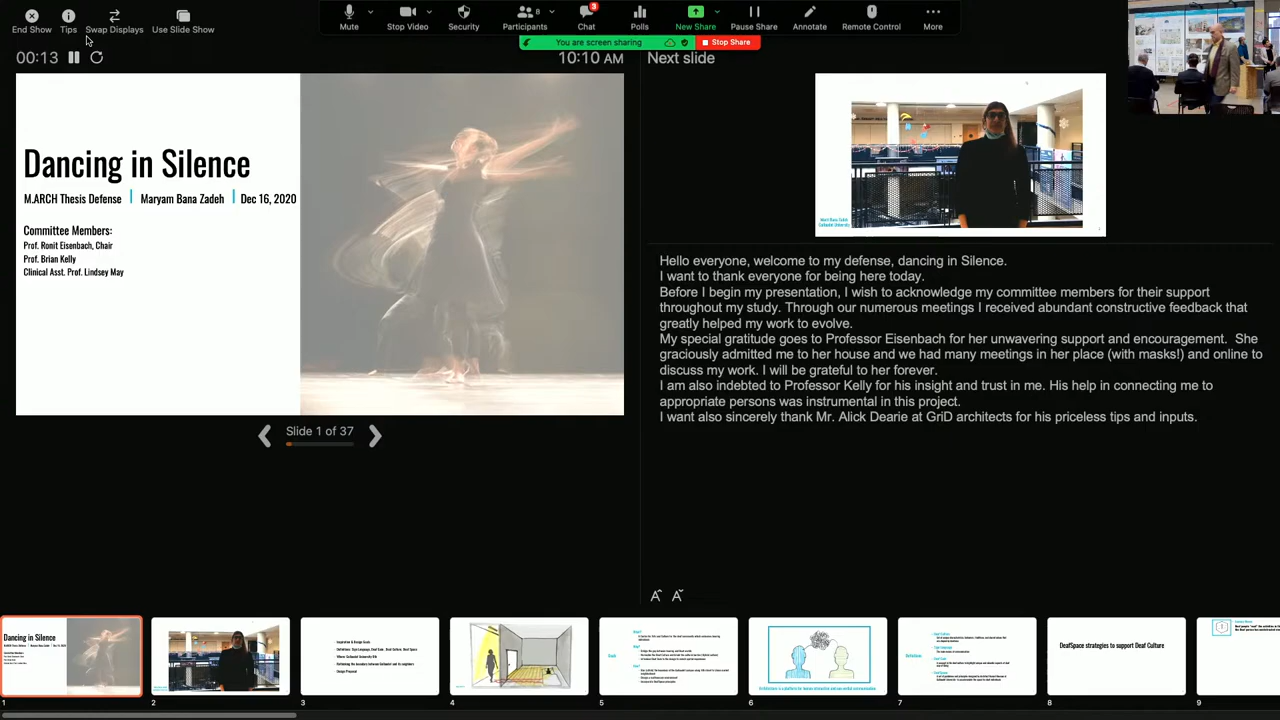 End Show
Tips
Swap Displays
Use Slide Show
Mute
Stop Video
Security
Participants
8
Chat
3
Polls
New Share
Pause Share
Annotate
Remote Control
More
You are screen sharing
Stop Share
00:13
10:10 AM
Next slide
Dancing in Silence
M.ARCH Thesis Defense | Maryam Bana Zadeh | Dec 16, 2020
Committee Members:
Prof. Ronit Eisenbach, Chair
Prof. Brian Kelly
Clinical Asst. Prof. Lindsey May
Slide 1 of 37
Hello everyone, welcome to my defense, dancing in Silence.
I want to thank everyone for being here today.
Before I begin my presentation, I wish to acknowledge my committee members for their support
throughout my study. Through our numerous meetings I received abundant constructive feedback that
greatly helped my work to evolve.
My special gratitude goes to Professor Eisenbach for her unwavering support and encouragement. She
graciously admitted me to her house and we had many meetings in her place (with masks!) and online to
discuss my work. I will be grateful to her forever.
I am also indebted to Professor Kelly for his insight and trust in me. His help in connecting me to
appropriate persons was instrumental in this project.
I want also sincerely thank Mr. Alick Dearie at GriD architects for his priceless tips and inputs.
Dancing in Silence
DeafSpace strategies to support Deaf Culture
1
2
3
4
5
6
7
8
9